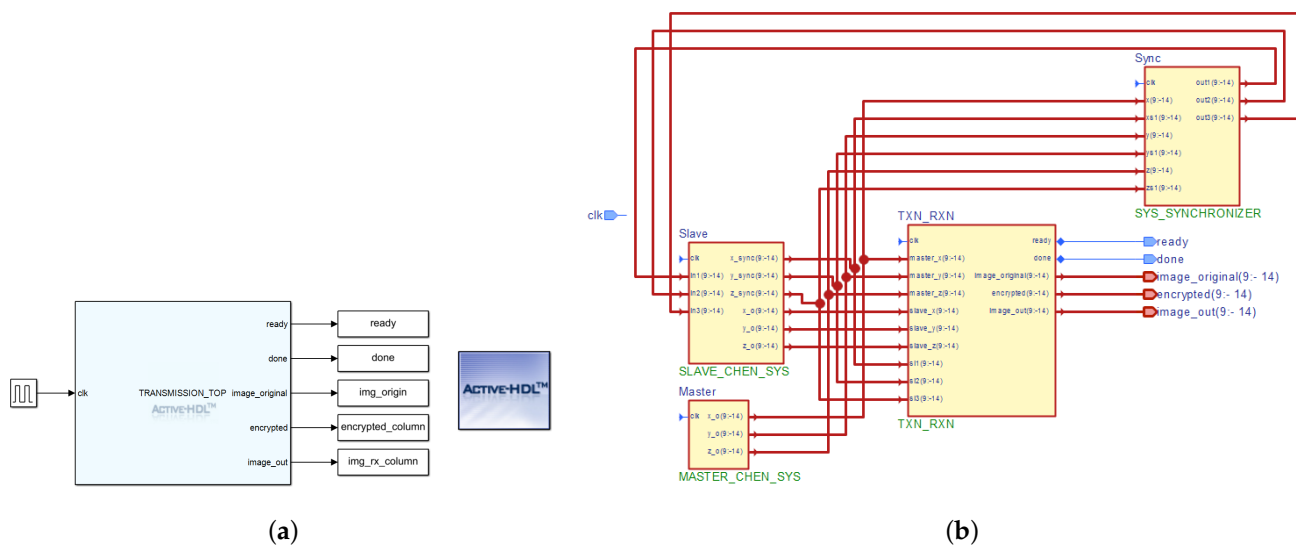 ready
done
clk
TRANSMISSION_TOP
image_original
ACTIVE-HDL™
encrypted
image_out
ready
done
img_origin
encrypted_column
img_rx_column
ACTIVE-HDL™
(a)
Sync
clk
x(9:-14)
xs1(9:-14)
y(9:-14)
ys1(9:-14)
z(9:-14)
zs1(9:-14)
out1(9:-14)
out2(9:-14)
out3(9:-14)
SYS_SYNCHRONIZER
clk
Slave
clk
in1(9:-14)
in2(9:-14)
in3(9:-14)
x_sync(9:-14)
y_sync(9:-14)
z_sync(9:-14)
x_o(9:-14)
y_o(9:-14)
z_o(9:-14)
SLAVE_CHEN_SYS
Master
clk
x_o(9:-14)
y_o(9:-14)
z_o(9:-14)
MASTER_CHEN_SYS
TXN_RXN
clk
master_x(9:-14)
master_y(9:-14)
master_z(9:-14)
slave_x(9:-14)
slave_y(9:-14)
slave_z(9:-14)
sl1(9:-14)
sl2(9:-14)
sl3(9:-14)
ready
done
image_original(9:-14)
encrypted(9:-14)
image_out(9:-14)
TXN_RXN
ready
done
image_original(9:- 14)
encrypted(9:- 14)
image_out(9:- 14)
(b)